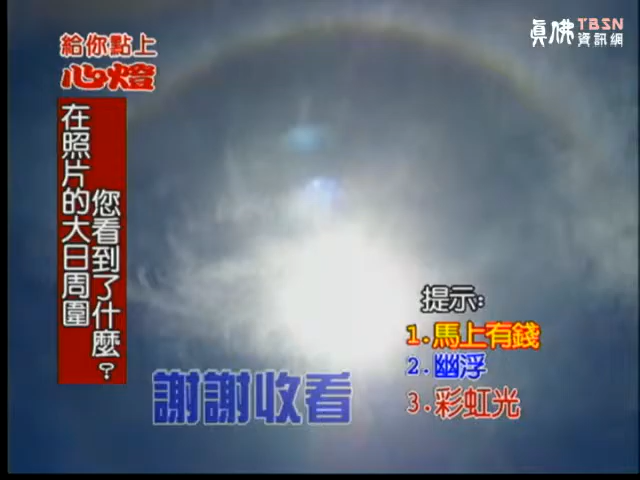 給你點上
心燈
眞佛
TBSN
資訊網
在照片的大日周圍
您看到了什麼?
提示:
1.馬上有錢
2.幽浮
3.彩虹光
謝謝收看